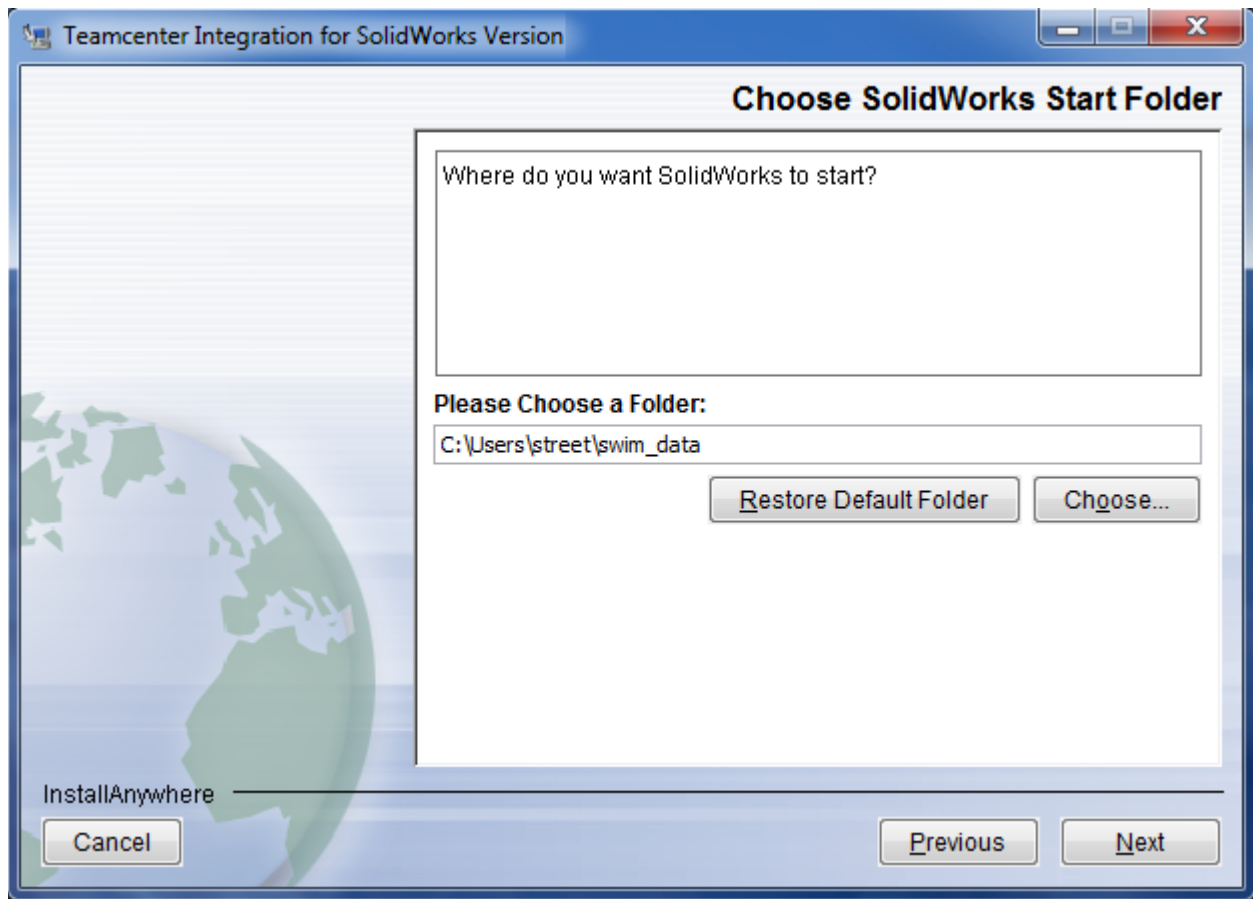 Teamcenter Integration for SolidWorks Version
Choose SolidWorks Start Folder
Where do you want SolidWorks to start?
Please Choose a Folder:
C:\Users\street\swim_data
Restore Default Folder
Choose...
InstallAnywhere
Cancel
Previous
Next